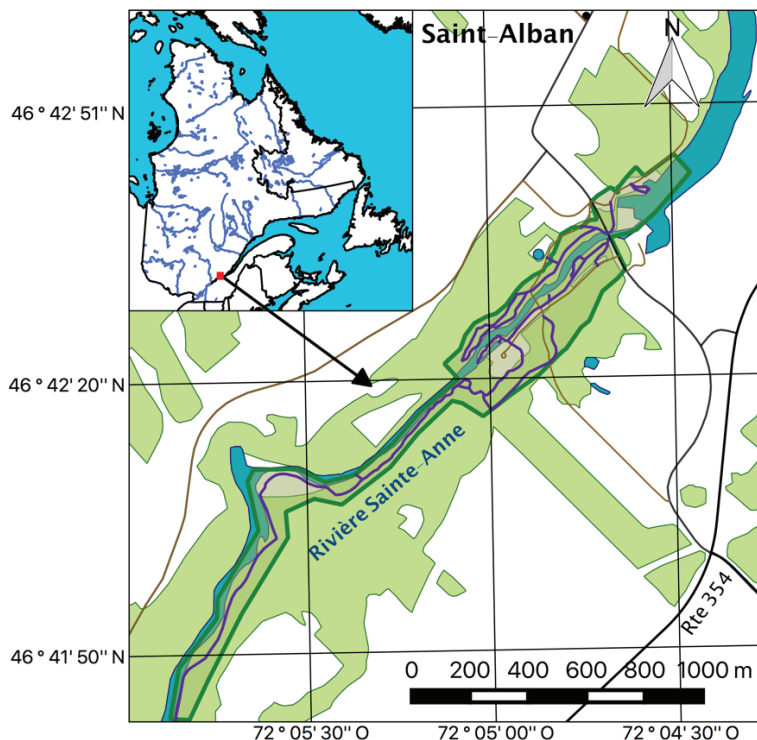 Saint-Alban
N
46° 42' 51" N
46° 42' 20" N
Rivière Sainte-Anne
Rte 354
46° 41' 50" N
0 200 400 600 800 1000 m
72° 05' 30" O
72° 05' 00" O
72° 04' 30" O